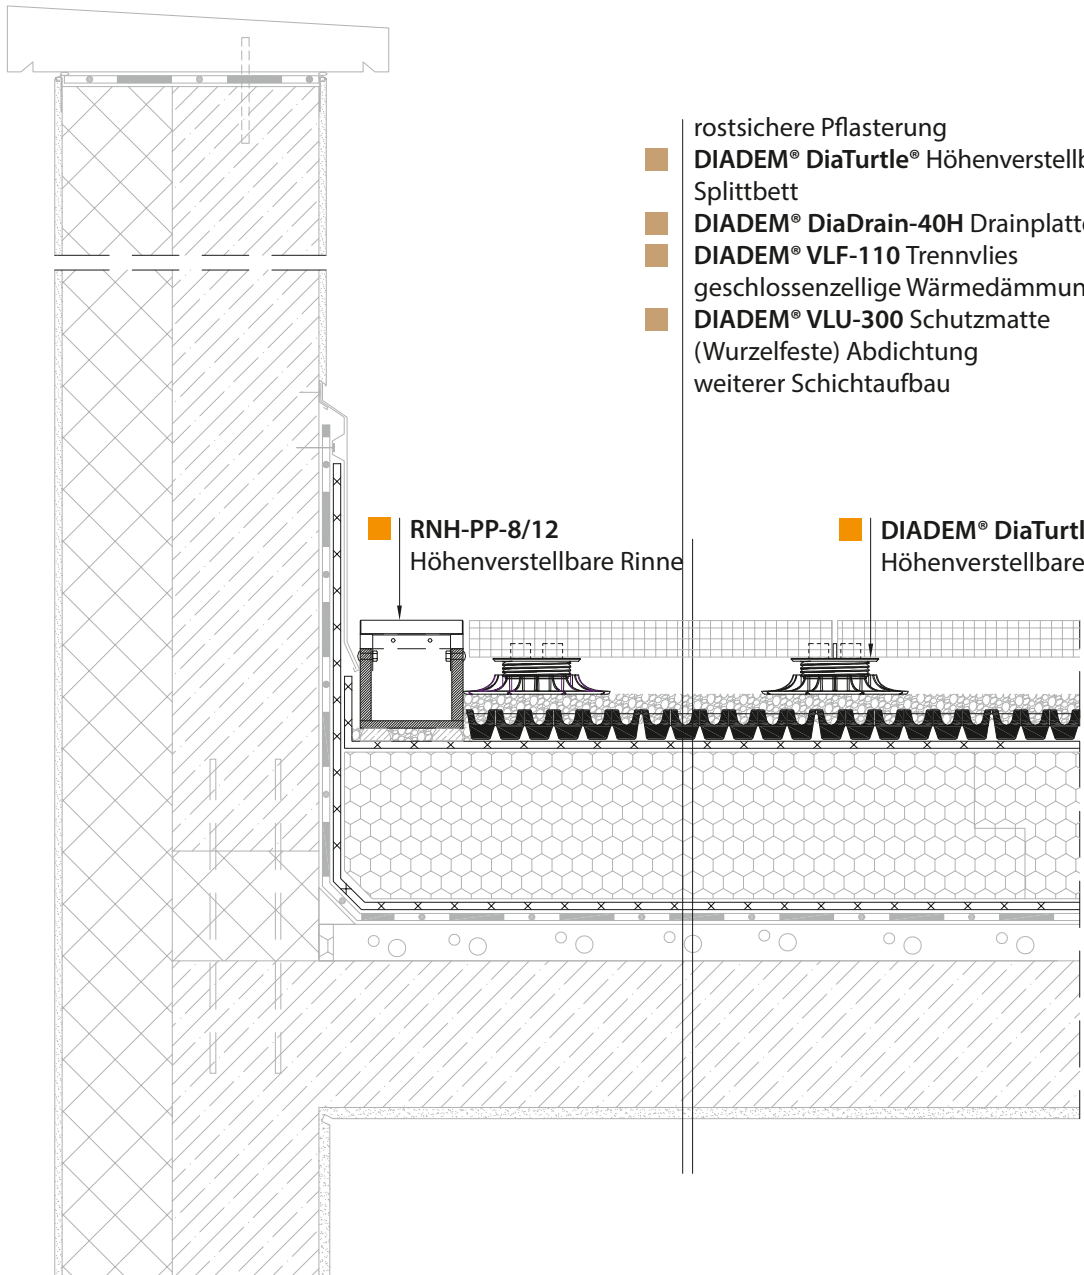 rostsichere Pflasterung
DIADEM® DiaTurtle® Höhenverstellb
Splittbett
DIADEM® DiaDrain-40H Drainplatte
DIADEM® VLF-110 Trennvlies
geschlossenzellige Wärmedämmun
DIADEM® VLU-300 Schutzmatte
(Wurzelfeste) Abdichtung
weiterer Schichtaufbau
RNH-PP-8/12
Höhenverstellbare Rinne
DIADEM® DiaTurtl
Höhenverstellbare